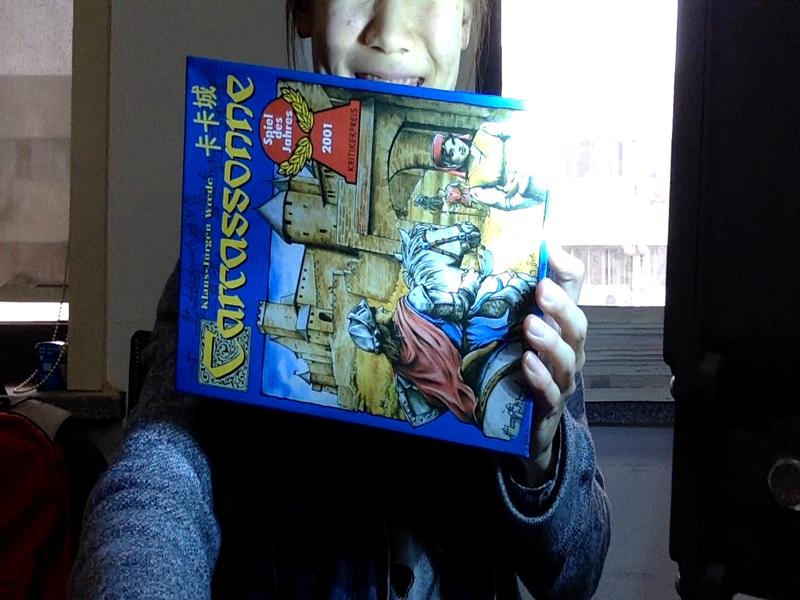 卡卡城
Klaus-Jürgen Wrede
Carcassonne
Spiel
des
Jahres
2001
KRITIKERPREIS